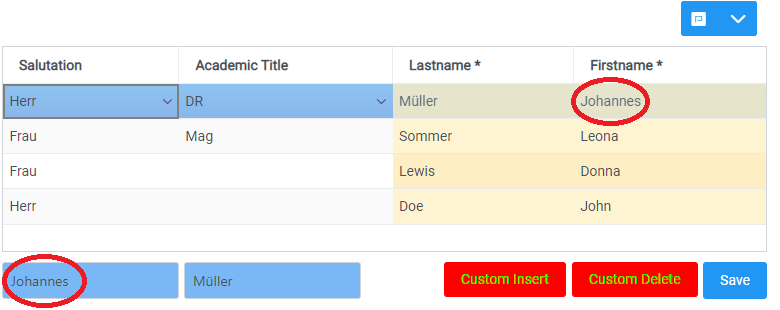 Salutation Academic Title Lastname * Firstname *
Herr DR Müller Johannes
Frau Mag Sommer Leona
Frau Lewis Donna
Herr Doe John
Johannes Müller Custom Insert Custom Delete Save